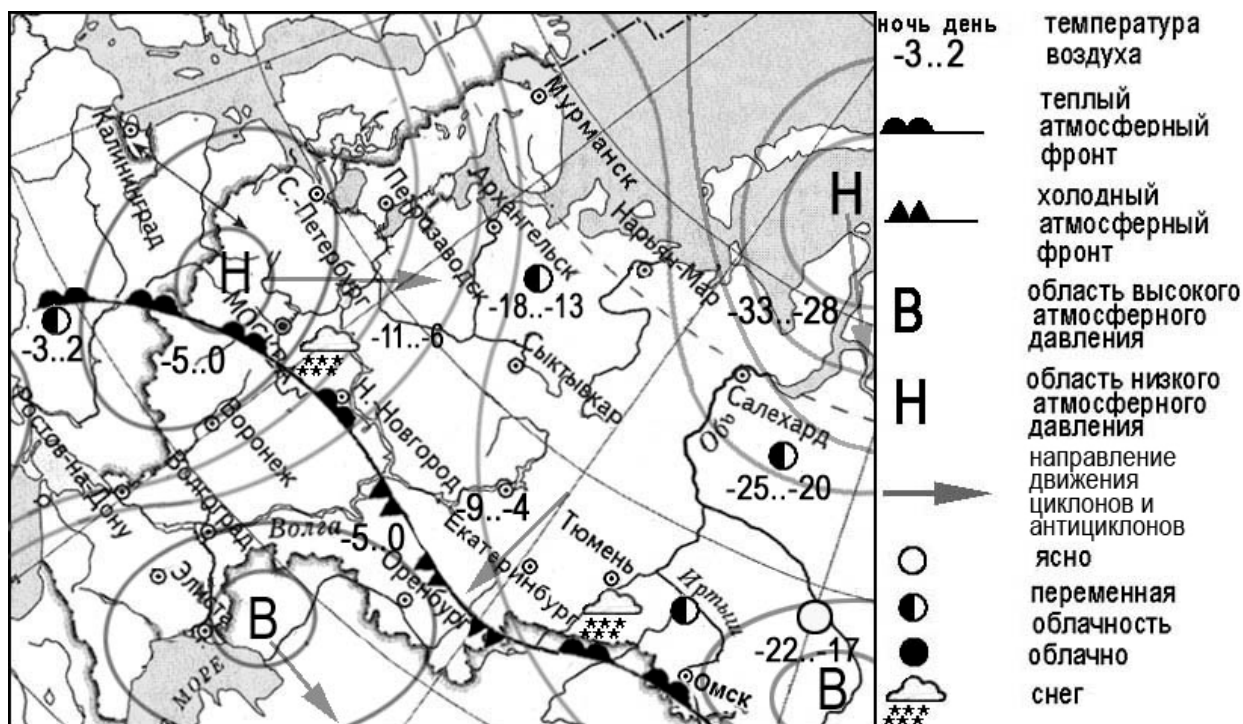 Мурманск
Калининград
С.-Петербург
Петрозаводск
Архангельск
Нарьян-Мар
Н
Н
МОСКВА
-18..-13
-33..-28
-3..2
-5..0
-11..-6
Сыктывкар
Салехард
Обь
Ростов-на-Дону
Воронеж
Н. Новгород
Волгоград
-25..-20
-9..-4
Волга
-5..0
Екатеринбург
Тюмень
Иртыш
Элиста
Оренбург
В
-22..-17
В
МОРЕ
Омск
ночь день
-3..2
температура
воздуха
теплый
атмосферный
фронт
холодный
атмосферный
фронт
В
область высокого
атмосферного
давления
Н
область низкого
атмосферного
давления
направление
движения
циклонов и
антициклонов
ясно
переменная
облачность
облачно
снег